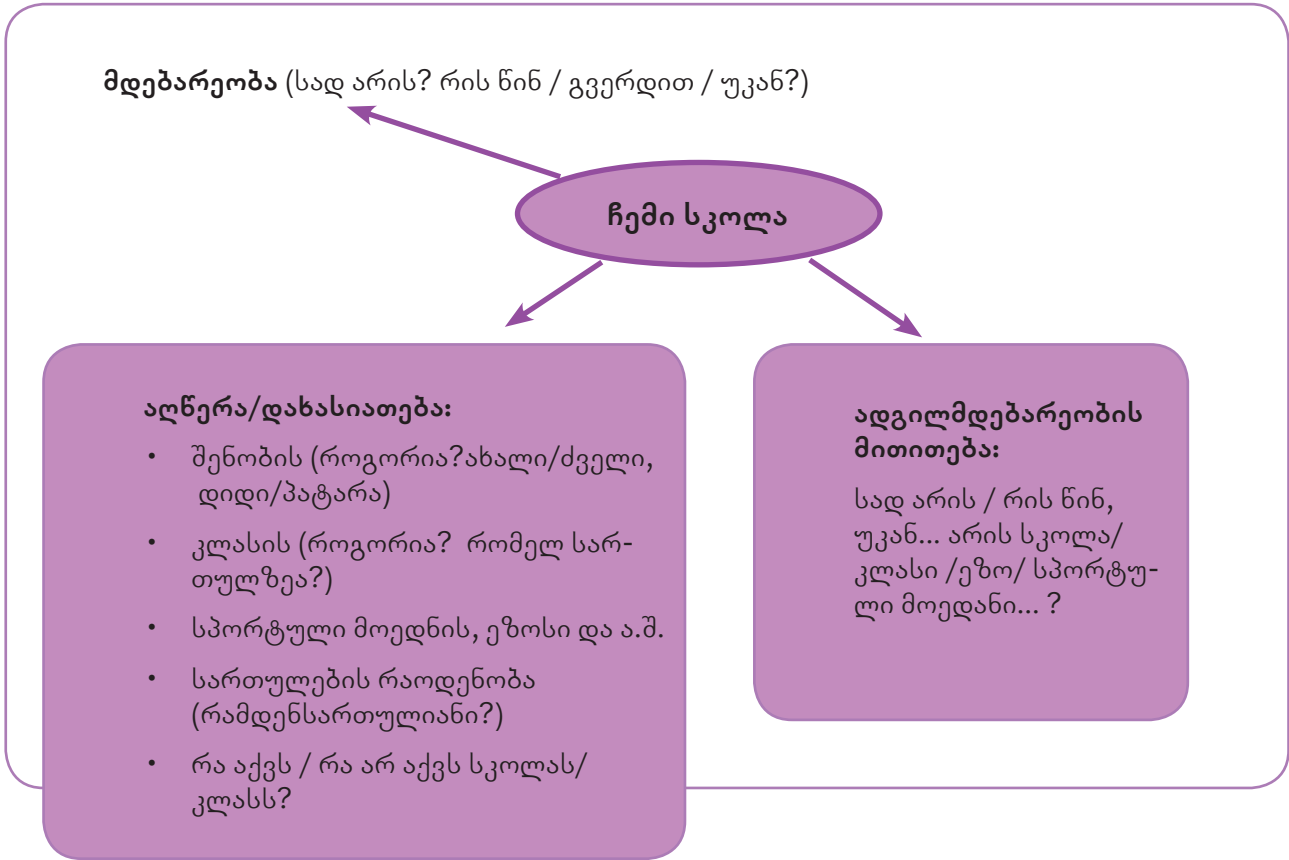 მდებარეობა (სად არის? რის წინ / გვერდით / უკან?)
ჩემი სკოლა
აღწერა/დახასიათება:
• შენობის (როგორია?ახალი/ძველი,
დიდი/პატარა)
• კლასის (როგორია? რომელ სარ-
თულზეა?)
• სპორტული მოედნის, ეზოსი და ა.შ.
• სართულების რაოდენობა
(რამდენსართულიანი?)
• რა აქვს / რა არ აქვს სკოლას/
კლასს?
ადგილმდებარეობის
მითითება:
სად არის / რის წინ,
უკან... არის სკოლა/
კლასი /ეზო/ სპორტუ-
ლი მოედანი... ?